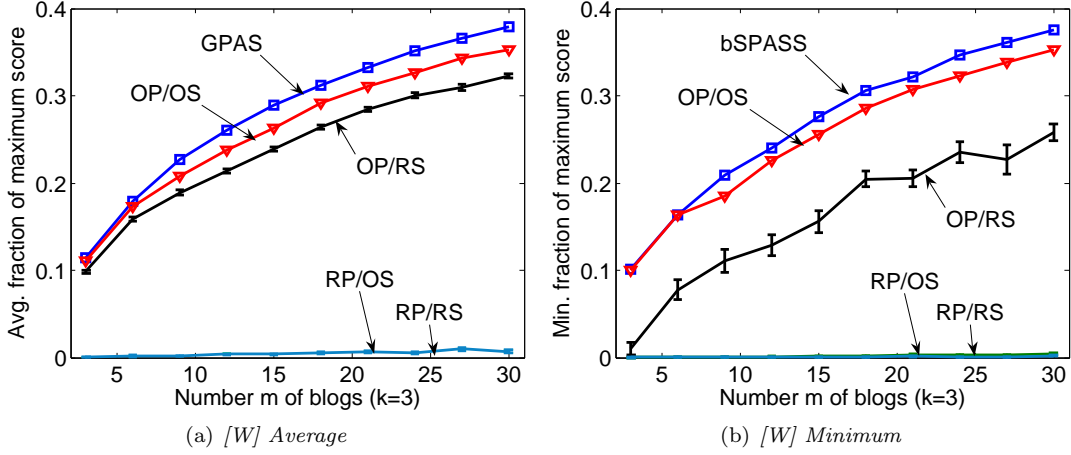 0.4
0.3
0.2
0.1
0
Avg. fraction of maximum score
GPAS
OP/OS
OP/RS
RP/OS
RP/RS
5 10 15 20 25 30
Number m of blogs (k=3)
(a) [W] Average
0.4
0.3
0.2
0.1
0
Min. fraction of maximum score
bSPASS
OP/OS
OP/RS
RP/OS
RP/RS
5 10 15 20 25 30
Number m of blogs (k=3)
(b) [W] Minimum